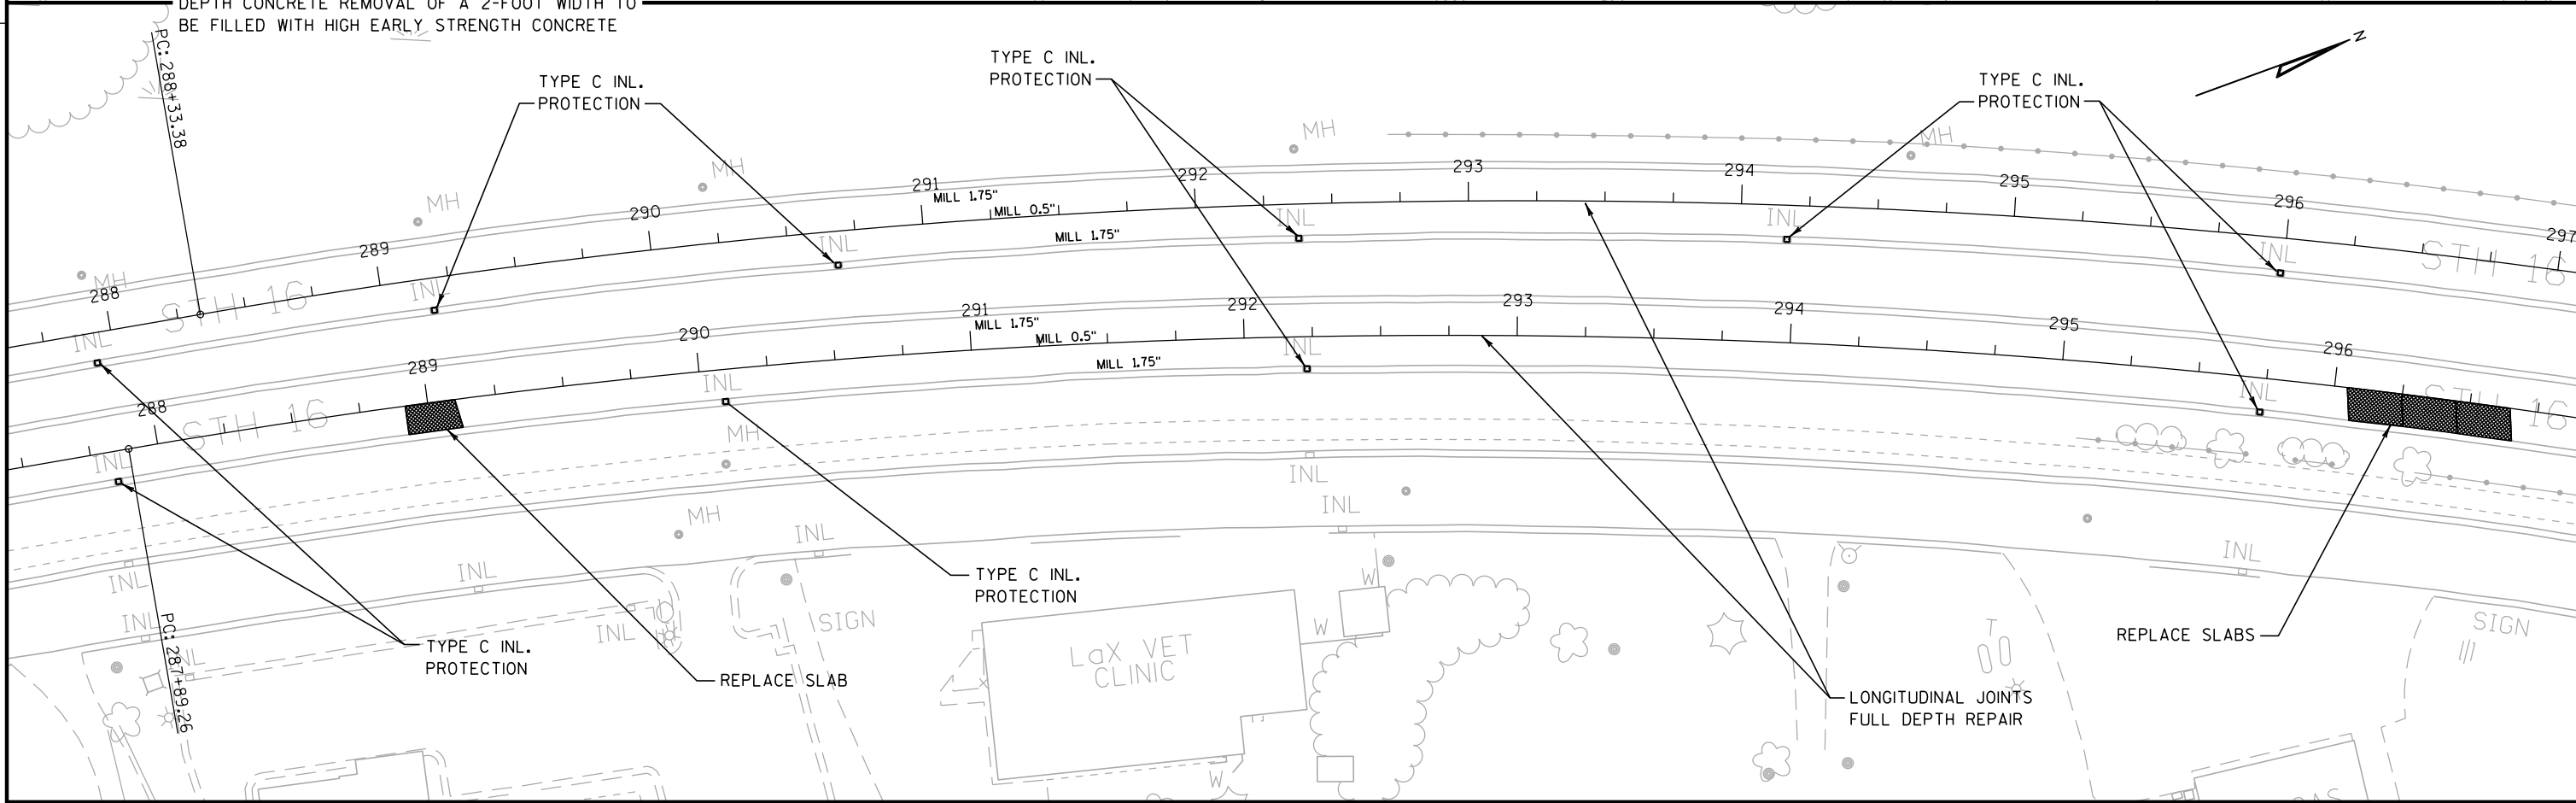 DEPTH CONCRETE REMOVAL OF A 2-FOOT WIDTH TO
BE FILLED WITH HIGH EARLY STRENGTH CONCRETE
PC: 288+33.38
TYPE C INL.
PROTECTION
TYPE C INL.
PROTECTION
TYPE C INL.
PROTECTION
N
MH
MH
MH
MH
MH
288
289
290
291
292
293
294
295
296
297
MILL 1.75"
MILL 0.5"
MILL 1.75"
STH 16
STH 16
INL
INL
INL
INL
INL
INL
288
289
290
291
292
293
294
295
296
MILL 1.75"
MILL 0.5"
MILL 1.75"
STH 16
STH 16
INL
INL
INL
INL
MH
MH
INL
INL
INL
INL
INL
INL
INL
INL
INL
PC: 287+89.26
TYPE C INL.
PROTECTION
REPLACE SLAB
SIGN
TYPE C INL.
PROTECTION
LaX VET
CLINIC
W
W
W
LONGITUDINAL JOINTS
FULL DEPTH REPAIR
T
REPLACE SLABS
SIGN